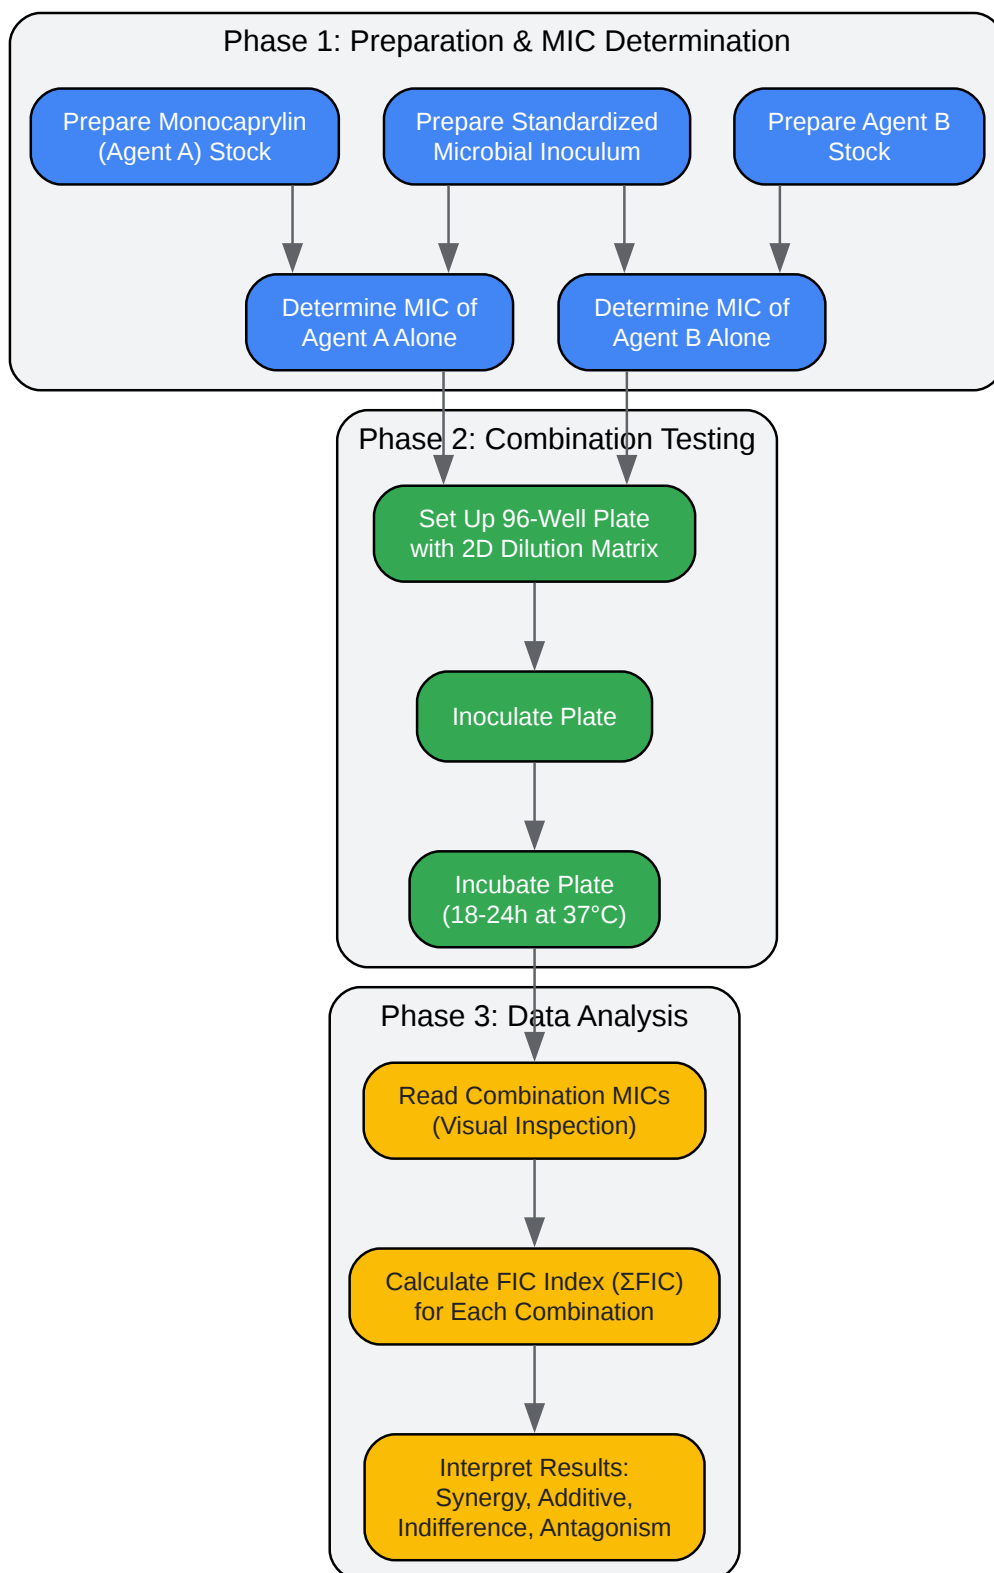 Phase 1: Preparation & MIC Determination
Prepare Monocaprylin
(Agent A) Stock
Prepare Standardized
Microbial Inoculum
Prepare Agent B
Stock
Determine MIC of
Agent A Alone
Determine MIC of
Agent B Alone
Phase 2: Combination Testing
Set Up 96-Well Plate
with 2D Dilution Matrix
Inoculate Plate
Incubate Plate
(18-24h at 37°C)
Phase 3: Data Analysis
Read Combination MICs
(Visual Inspection)
Calculate FIC Index (ΣFIC)
for Each Combination
Interpret Results:
Synergy, Additive,
Indifference, Antagonism